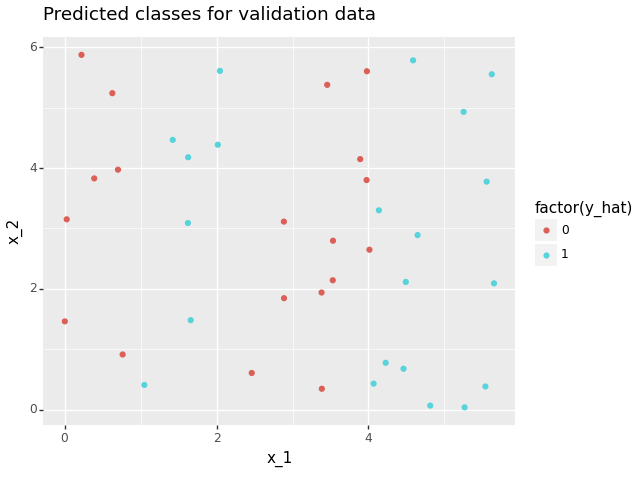 Predicted classes for validation data
6
4
2
0
x_2
0
2
4
x_1
factor(y_hat)
0
1